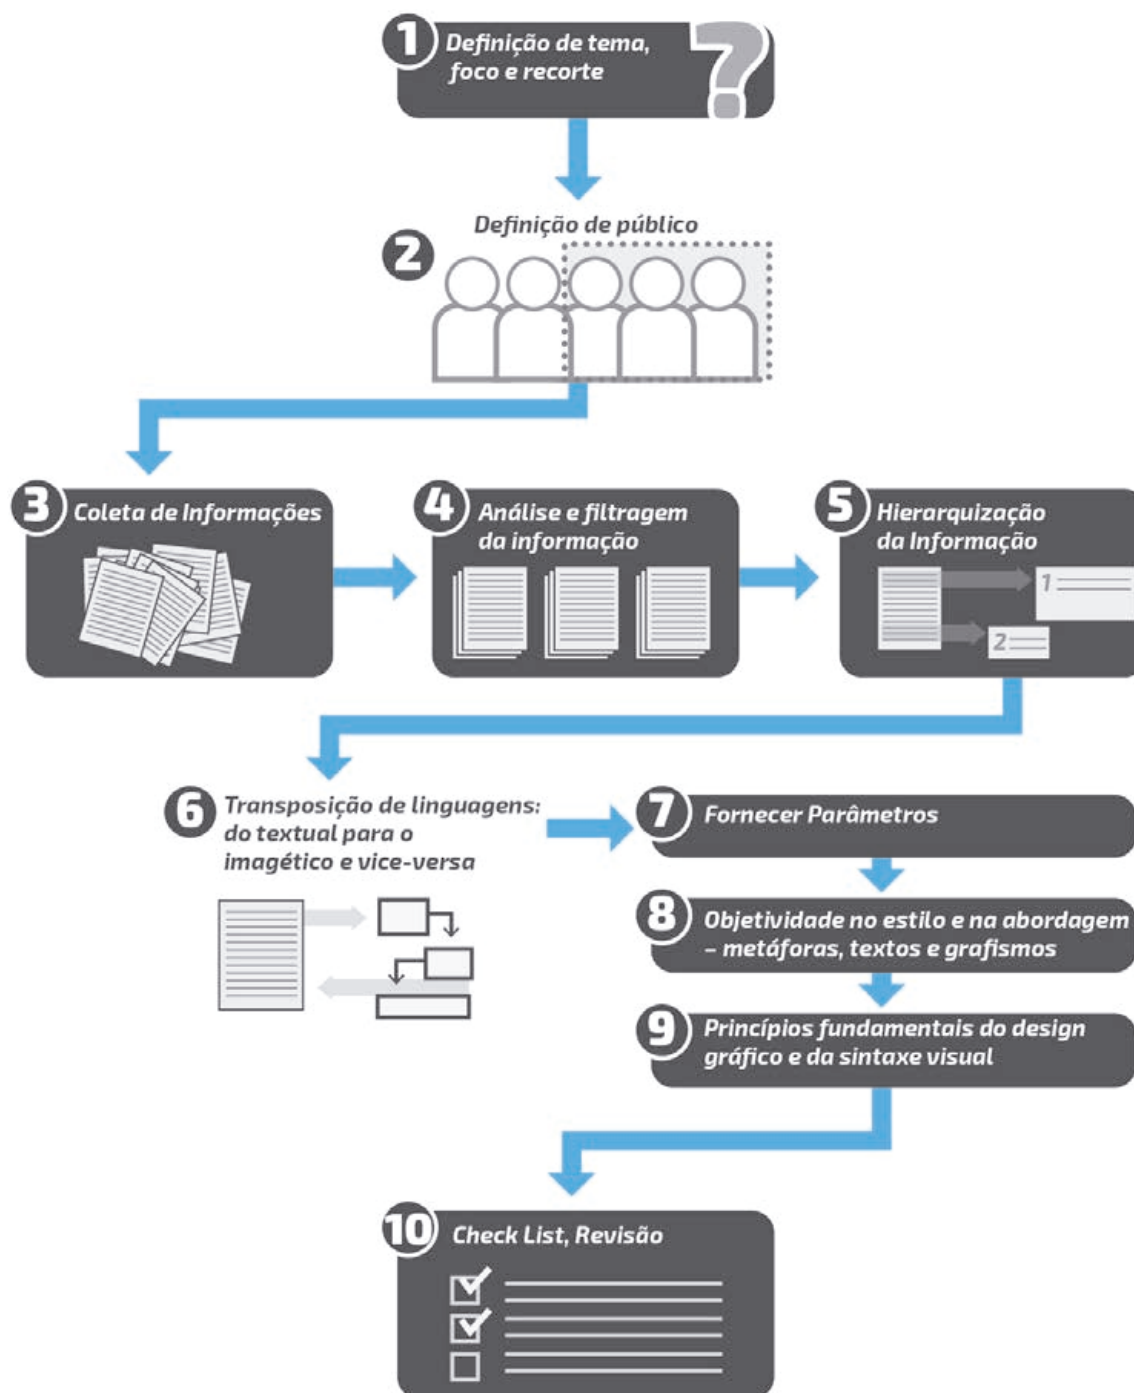 1
Definição de tema,
foco e recorte
?
Definição de público
2
3
Coleta de Informações
4
Análise e filtragem
da informação
5
Hierarquização
da Informação
1
2
6
Transposição de linguagens:
do textual para o
imagético e vice-versa
7
Fornecer Parâmetros
8
Objetividade no estilo e na abordagem
– metáforas, textos e grafismos
9
Princípios fundamentais do design
gráfico e da sintaxe visual
10
Check List, Revisão